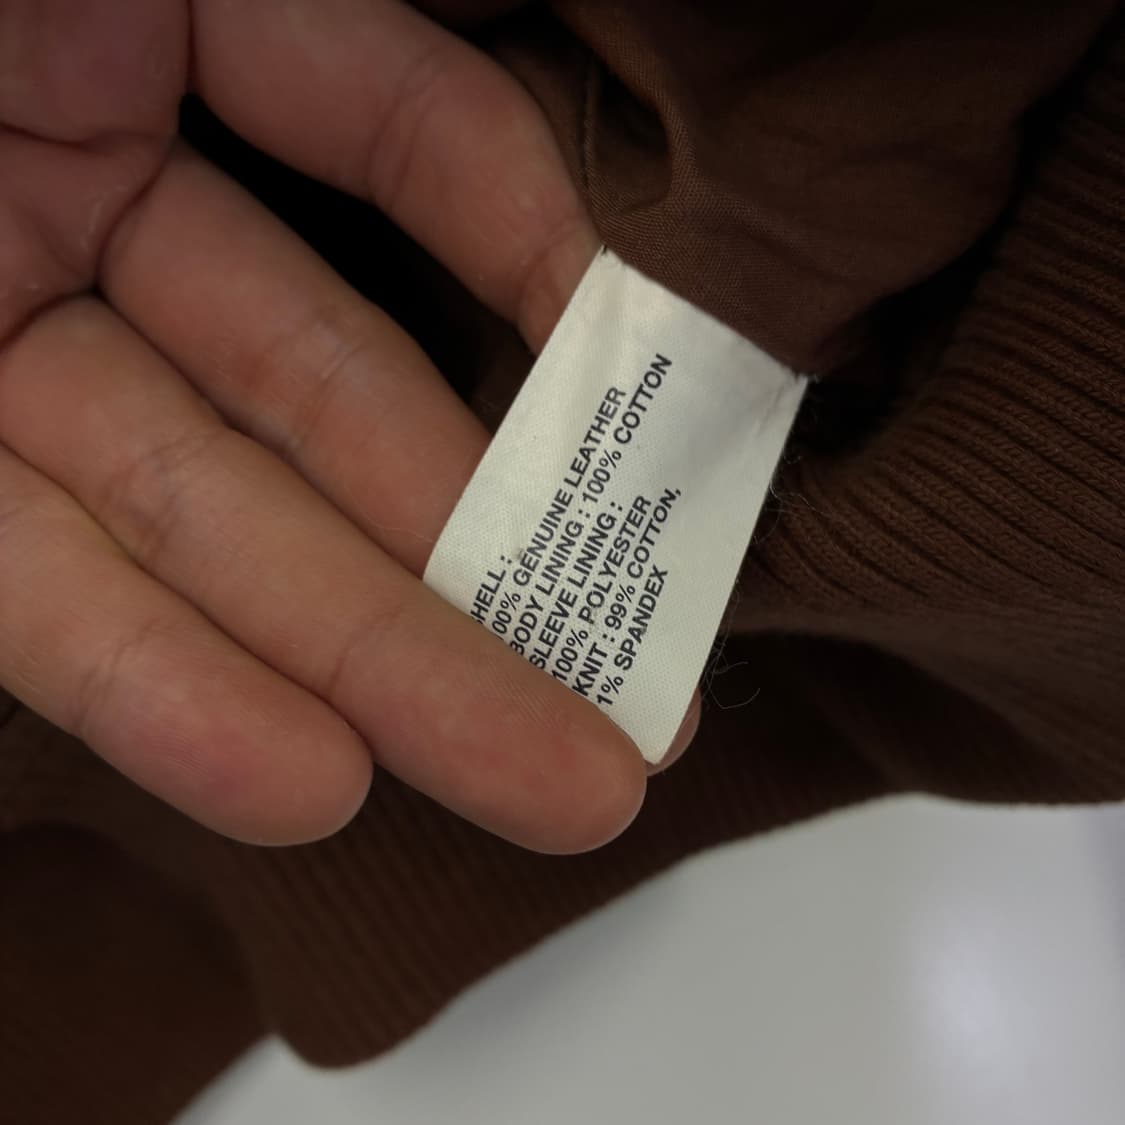 SHELL :
100% GENUINE LEATHER
BODY LINING : 100% COTTON
SLEEVE LINING :
100% POLYESTER
KNIT : 99% COTTON,
1% SPANDEX